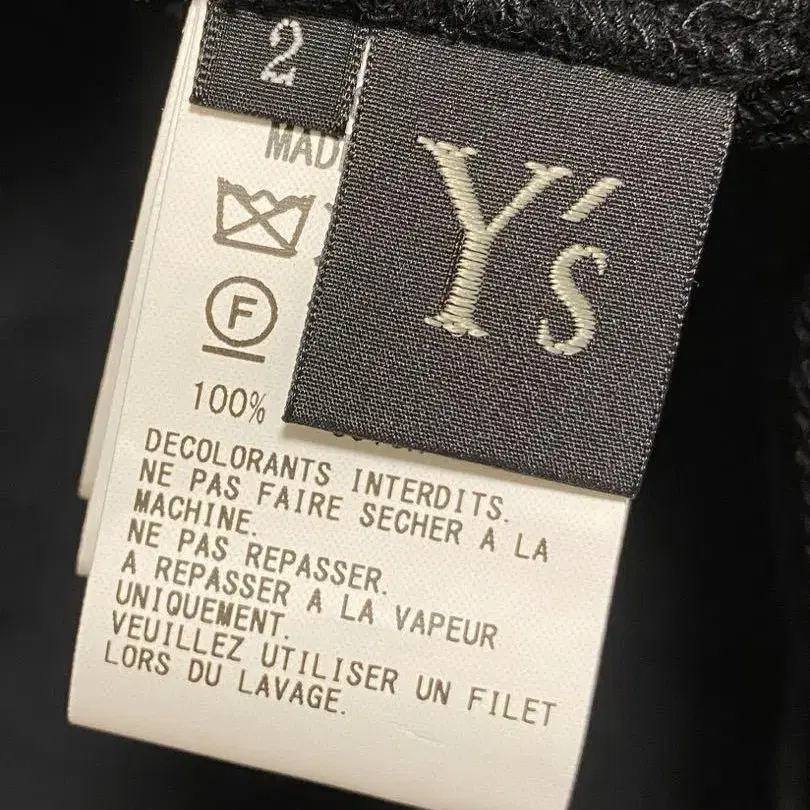 2
Y's
MAD
F
100%
DECOLORANTS INTERDITS.
NE PAS FAIRE SECHER A LA
MACHINE.
NE PAS REPASSER.
A REPASSER A LA VAPEUR
UNIQUEMENT.
VEUILLEZ UTILISER UN FILET
LORS DU LAVAGE.